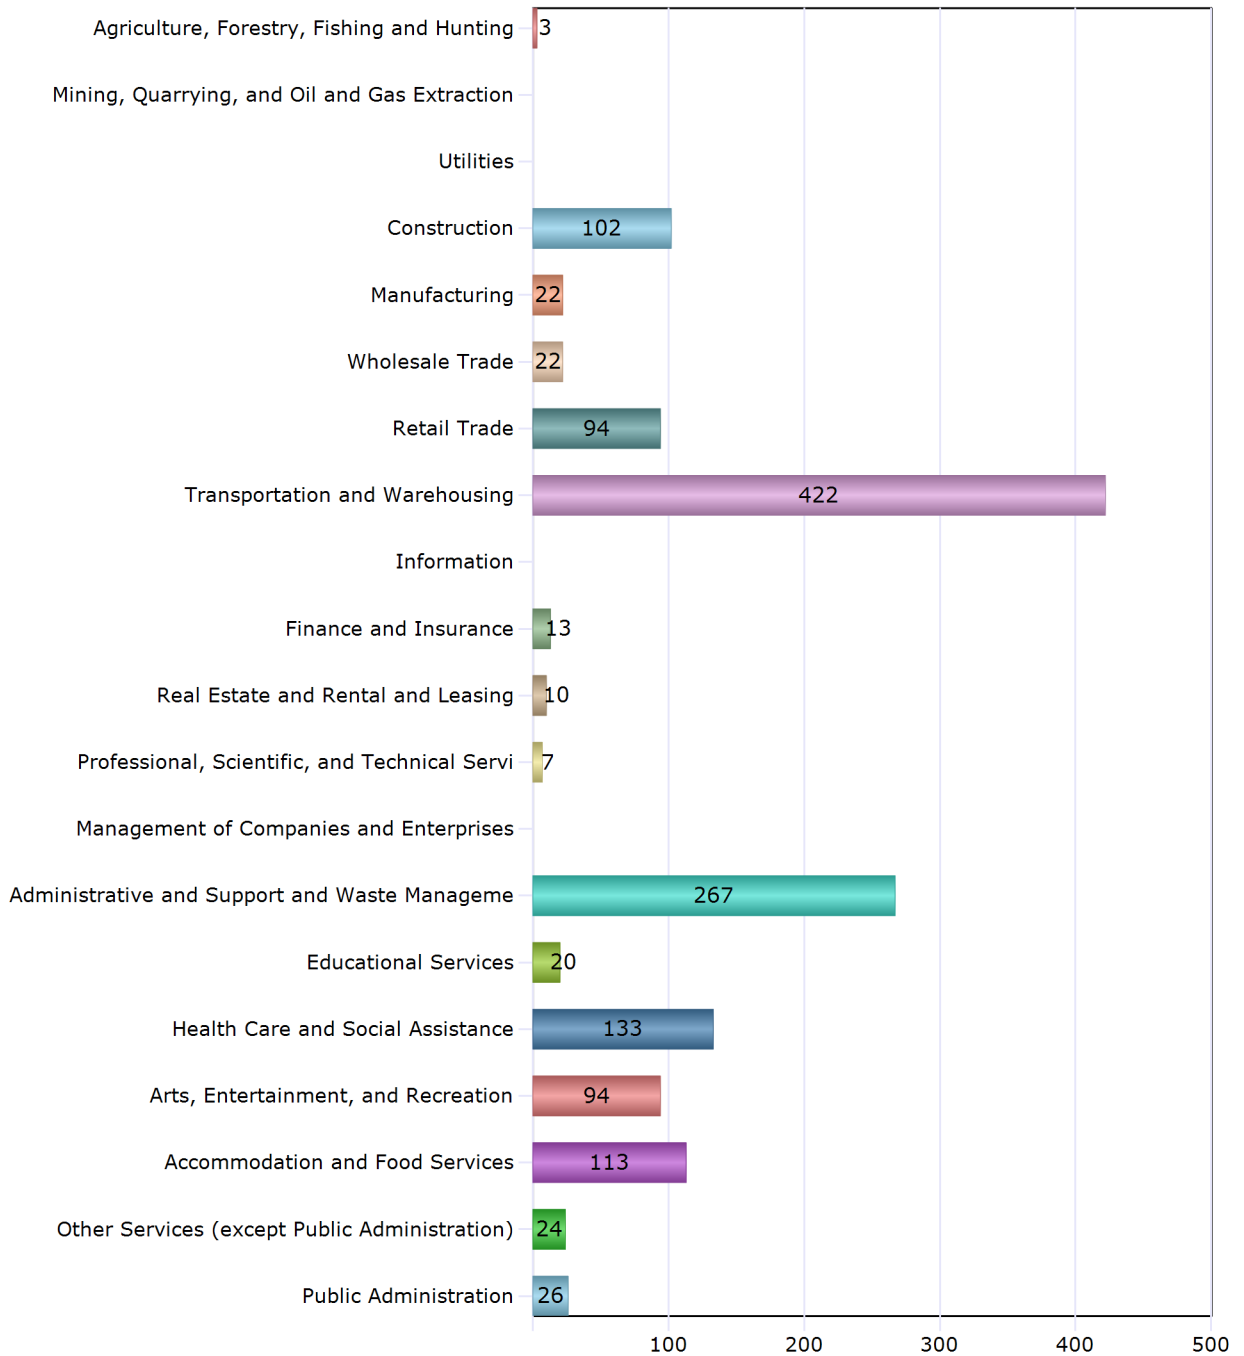 Agriculture, Forestry, Fishing and Hunting 3
Mining, Quarrying, and Oil and Gas Extraction
Utilities
Construction 102
Manufacturing 22
Wholesale Trade 22
Retail Trade 94
Transportation and Warehousing 422
Information
Finance and Insurance 13
Real Estate and Rental and Leasing 10
Professional, Scientific, and Technical Servi 7
Management of Companies and Enterprises
Administrative and Support and Waste Manageme 267
Educational Services 20
Health Care and Social Assistance 133
Arts, Entertainment, and Recreation 94
Accommodation and Food Services 113
Other Services (except Public Administration) 24
Public Administration 26
100 200 300 400 500